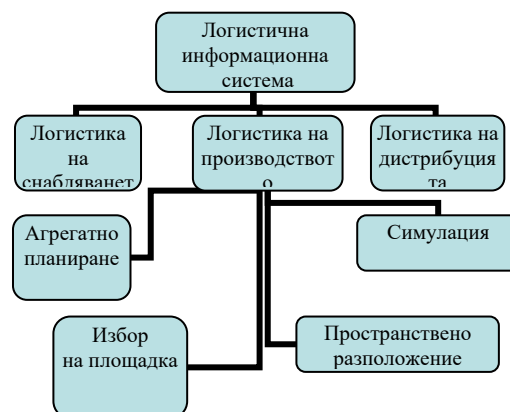 Логистична
информационна
система
Логистика
на
снабдяванет
Логистика на
производствот
о
Логистика на
дистрибуция
та
Агрегатно
планиране
Симулация
Избор
на площадка
Пространствено
разположение